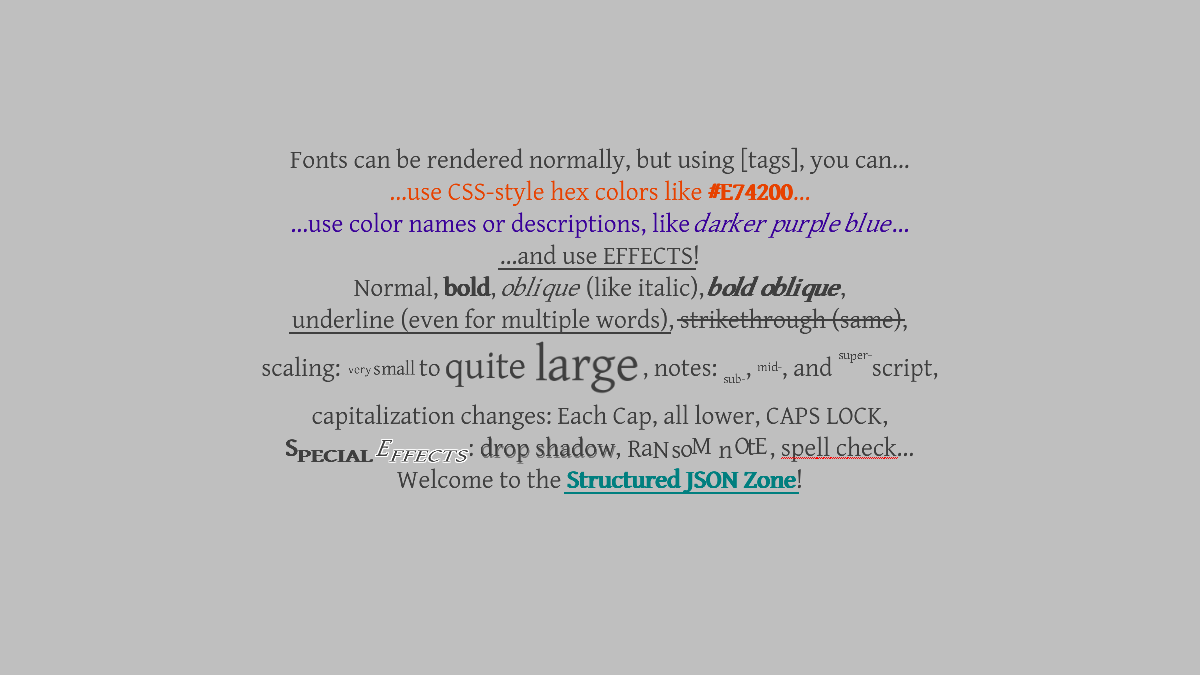 Fonts can be rendered normally, but using [tags], you can...
...use CSS-style hex colors like #E74200...
...use color names or descriptions, like darker purple blue...
...and use EFFECTS!
Normal, bold, oblique (like italic), bold oblique,
underline (even for multiple words), strikethrough (same),
scaling: very small to quite large, notes: sub-, mid-, and super-script,
capitalization changes: Each Cap, all lower, CAPS LOCK,
Special Effects: drop shadow, RaNsoM nOtE, spell check...
Welcome to the Structured JSON Zone!